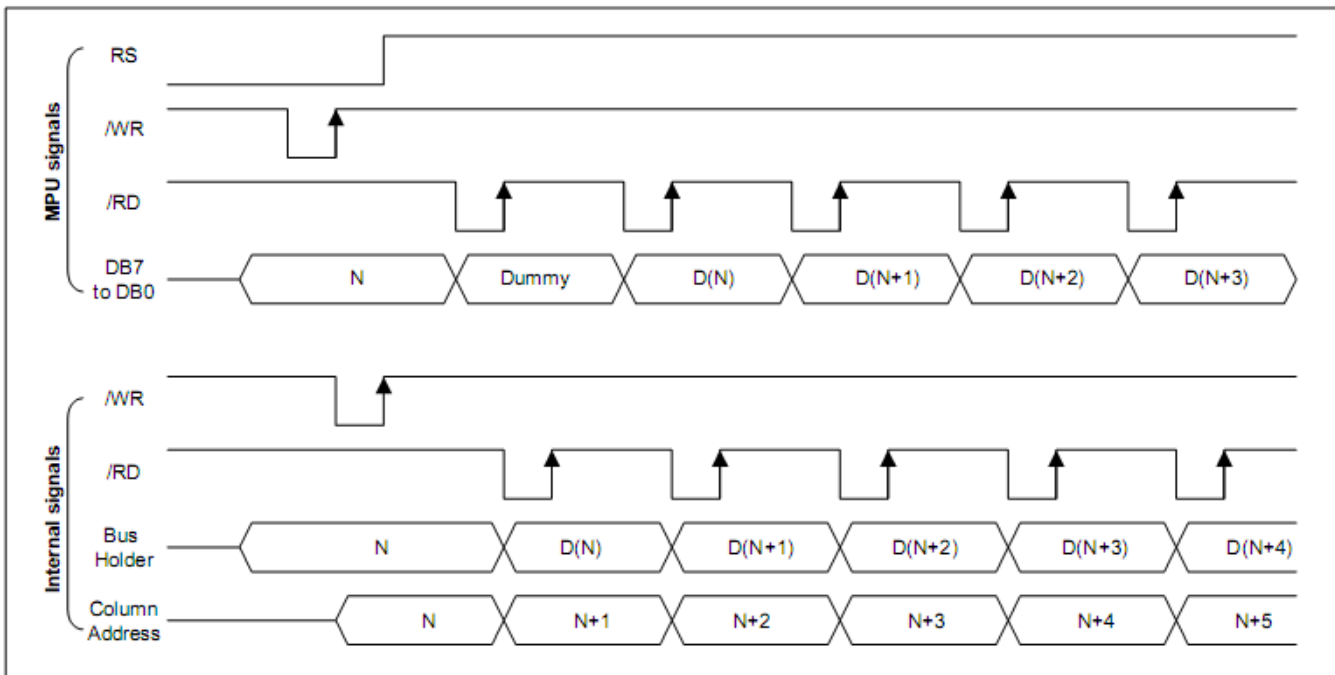 MPU signals
RS
/WR
/RD
DB7
to DB0
N
Dummy
D(N)
D(N+1)
D(N+2)
D(N+3)
Internal signals
/WR
/RD
Bus
Holder
N
D(N)
D(N+1)
D(N+2)
D(N+3)
D(N+4)
Column
Address
N
N+1
N+2
N+3
N+4
N+5